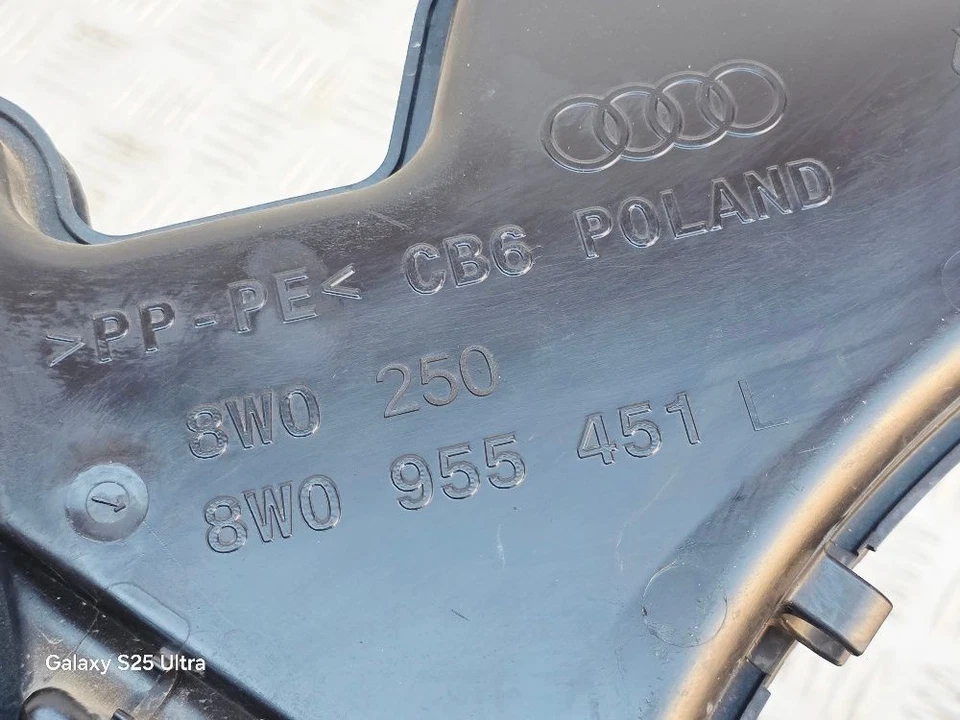 >PP-PE< CB6 POLAND
8W0 250
8W0 955 451 L
Galaxy S25 Ultra